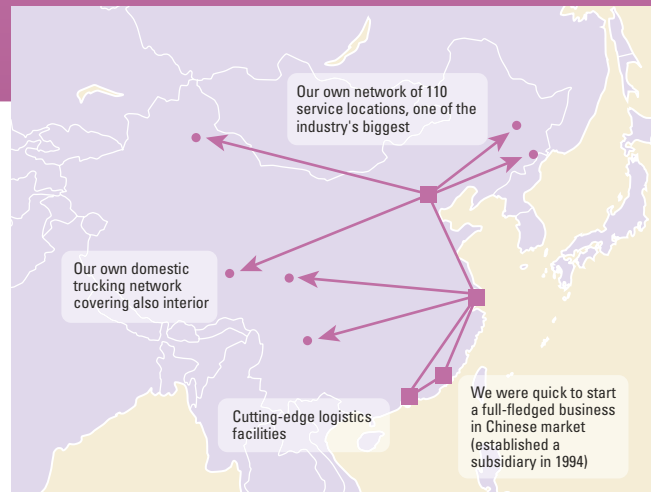 Our own network of 110
service locations, one of the
industry's biggest
Our own domestic
trucking network
covering also interior
Cutting-edge logistics
facilities
We were quick to start
a full-fledged business
in Chinese market
(established a
subsidiary in 1994)